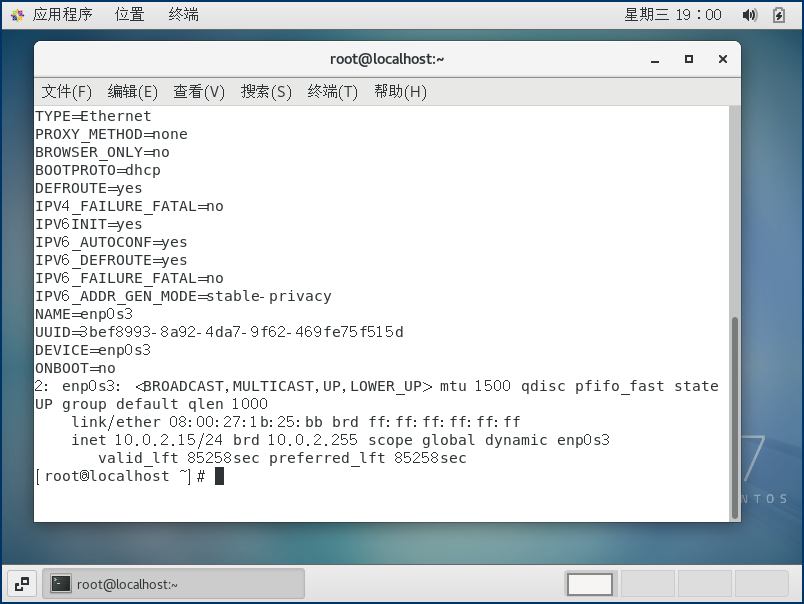 应用程序 位置 终端 星期三 19：00
root@localhost:~
文件(F) 编辑(E) 查看(V) 搜索(S) 终端(T) 帮助(H)
TYPE=Ethernet
PROXY_METHOD=none
BROWSER_ONLY=no
BOOTPROTO=dhcp
DEFROUTE=yes
IPV4_FAILURE_FATAL=no
IPV6INIT=yes
IPV6_AUTOCONF=yes
IPV6_DEFROUTE=yes
IPV6_FAILURE_FATAL=no
IPV6_ADDR_GEN_MODE=stable-privacy
NAME=enp0s3
UUID=3bef8993-8a92-4da7-9f62-469fe75f515d
DEVICE=enp0s3
ONBOOT=no
2: enp0s3: <BROADCAST,MULTICAST,UP,LOWER_UP> mtu 1500 qdisc pfifo_fast state
UP group default qlen 1000
link/ether 08:00:27:1b:25:bb brd ff:ff:ff:ff:ff:ff
inet 10.0.2.15/24 brd 10.0.2.255 scope global dynamic enp0s3
valid_lft 85258sec preferred_lft 85258sec
[root@localhost ~]#
7
NTOS
root@localhost:~